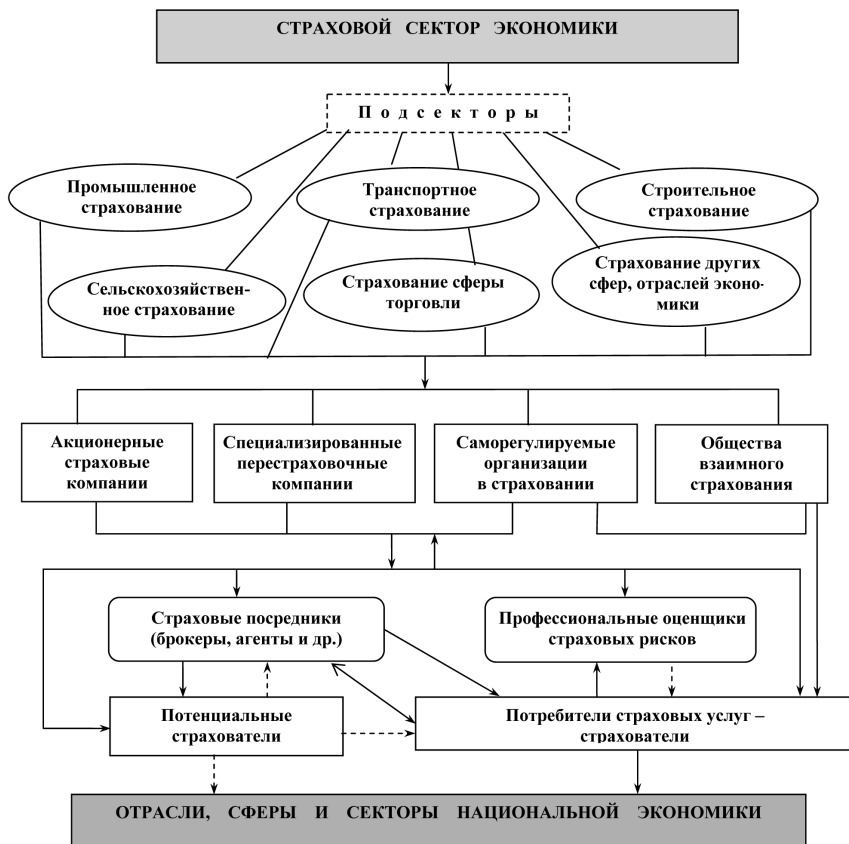 СТРАХОВОЙ СЕКТОР ЭКОНОМИКИ
Подсекторы
Промышленное
страхование
Транспортное
страхование
Строительное
страхование
Сельскохозяйствен-
ное страхование
Страхование сферы
торговли
Страхование других
сфер, отраслей эконо-
мики
Акционерные
страховые
компании
Специализированные
перестраховочные
компании
Саморегулируемые
организации
в страховании
Общества
взаимного
страхования
Страховые посредники
(брокеры, агенты и др.)
Профессиональные оценщики
страховых рисков
Потенциальные
страхователи
Потребители страховых услуг –
страхователи
ОТРАСЛИ, СФЕРЫ И СЕКТОРЫ НАЦИОНАЛЬНОЙ ЭКОНОМИКИ